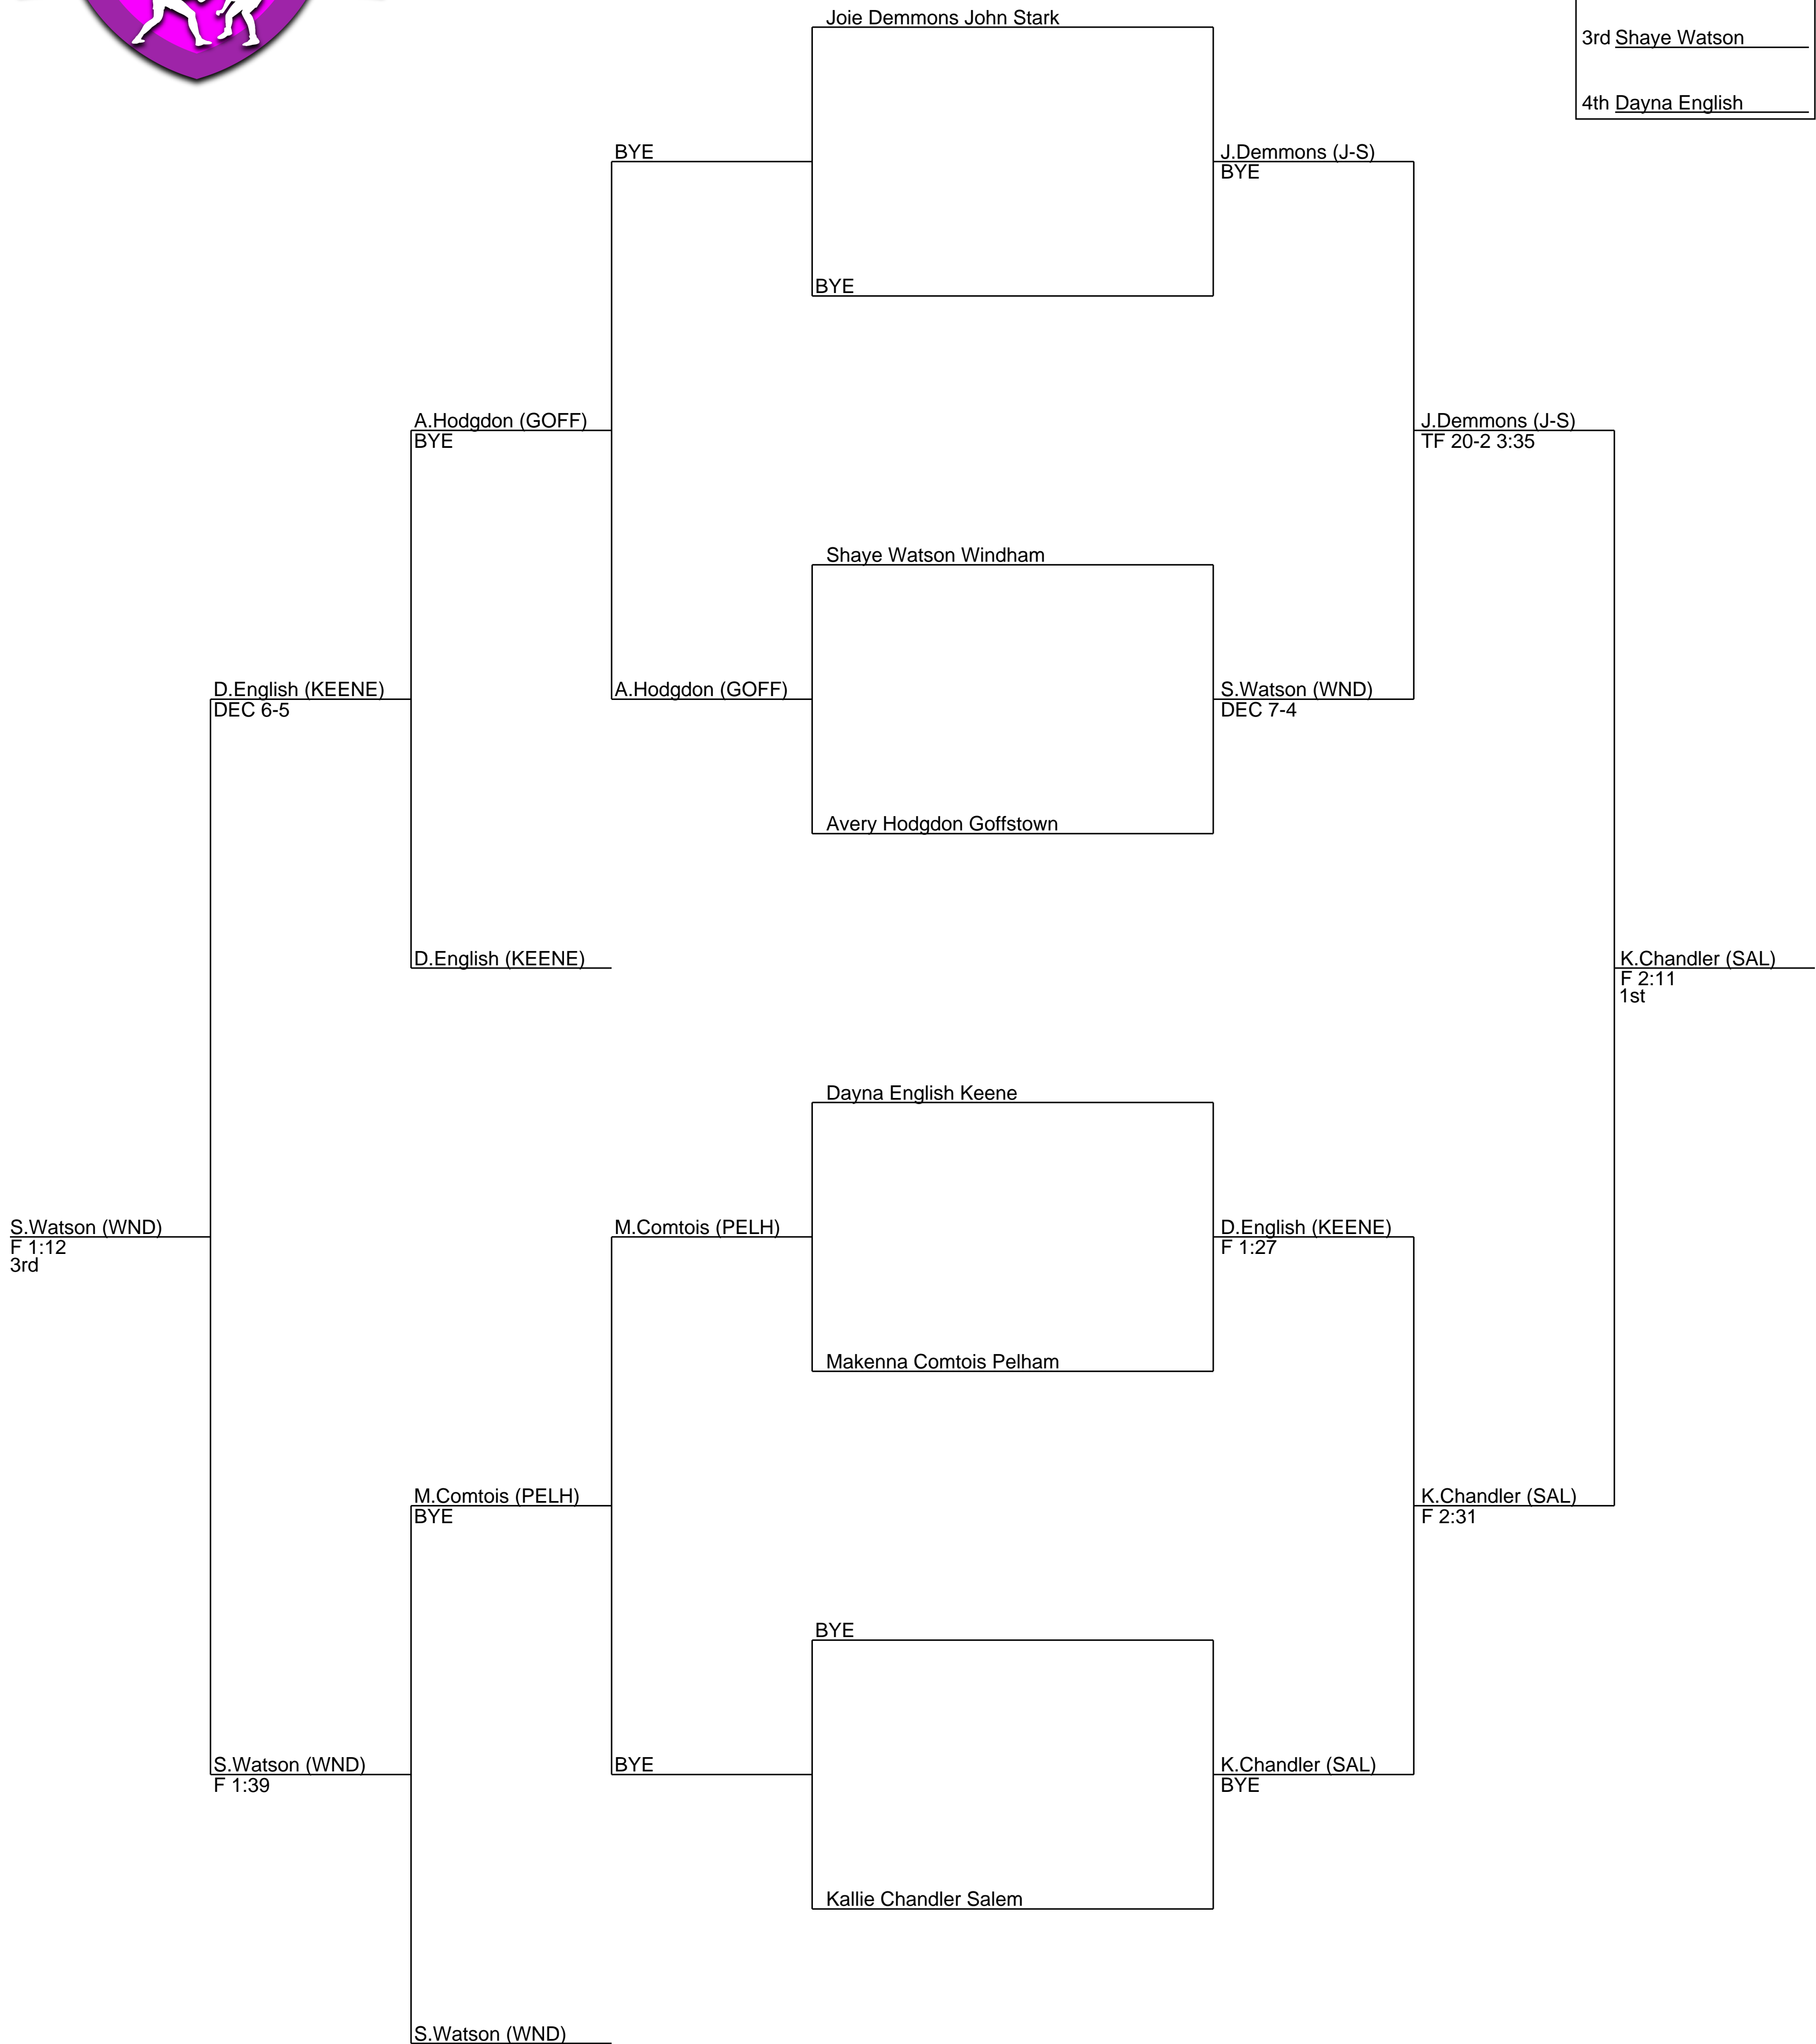 Joie Demmons John Stark
3rd Shaye Watson
4th Dayna English
BYE
J.Demmons (J-S)
BYE
BYE
A.Hodgdon (GOFF)
BYE
J.Demmons (J-S)
TF 20-2 3:35
Shaye Watson Windham
D.English (KEENE)
DEC 6-5
A.Hodgdon (GOFF)
S.Watson (WND)
DEC 7-4
Avery Hodgdon Goffstown
D.English (KEENE)
K.Chandler (SAL)
F 2:11
1st
Dayna English Keene
S.Watson (WND)
F 1:12
3rd
M.Comtois (PELH)
D.English (KEENE)
F 1:27
Makenna Comtois Pelham
M.Comtois (PELH)
BYE
K.Chandler (SAL)
F 2:31
BYE
S.Watson (WND)
F 1:39
BYE
K.Chandler (SAL)
BYE
Kallie Chandler Salem
S.Watson (WND)